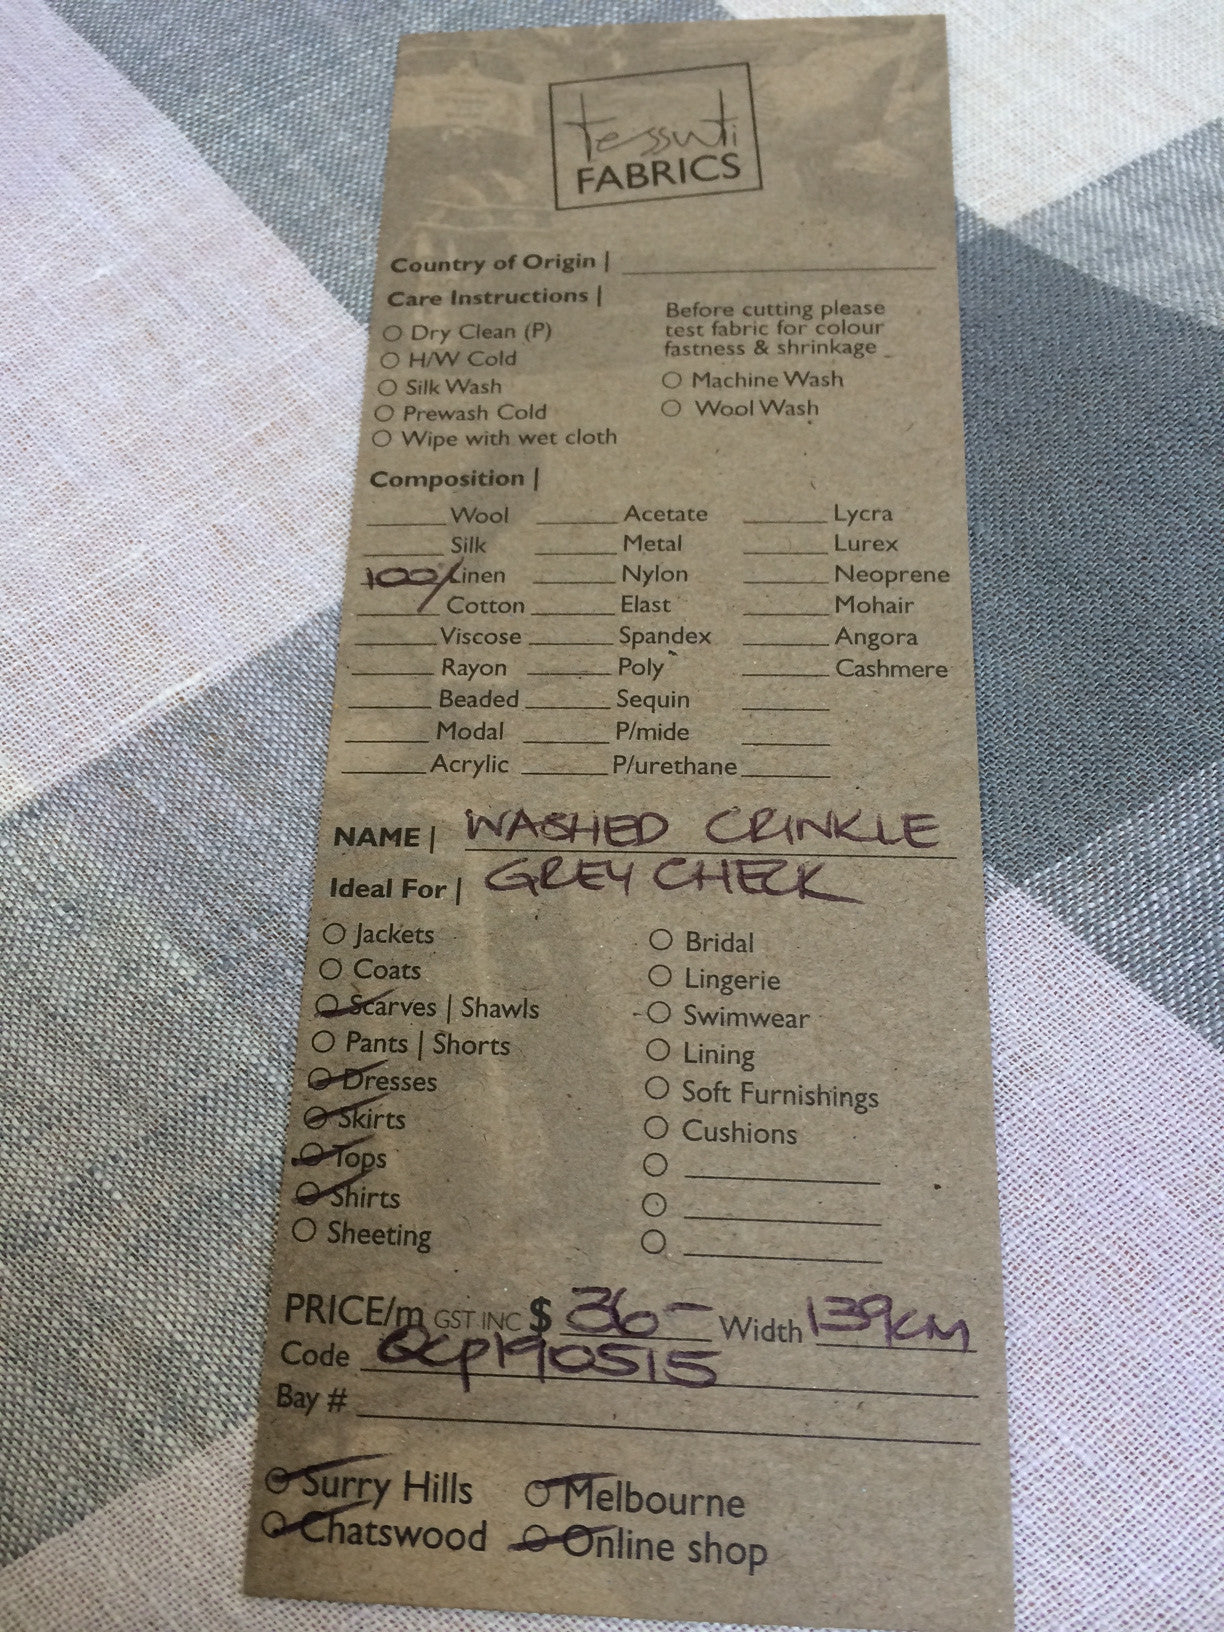 tessuti
FABRICS
Country of Origin |
Care Instructions |
Before cutting please
test fabric for colour
fastness & shrinkage
Dry Clean (P)
H/W Cold
Silk Wash
Prewash Cold
Wipe with wet cloth
Machine Wash
Wool Wash
Composition |
Wool Acetate Lycra
Silk Metal Lurex
100% Linen Nylon Neoprene
Cotton Elast Mohair
Viscose Spandex Angora
Rayon Poly Cashmere
Beaded Sequin
Modal P/mide
Acrylic P/urethane
NAME | WASHED CRINKLE
GREY CHECK
Ideal For |
Jackets
Coats
Scarves | Shawls
Pants | Shorts
Dresses
Skirts
Tops
Shirts
Sheeting
Bridal
Lingerie
Swimwear
Lining
Soft Furnishings
Cushions
PRICE/m GST INC $ 36- Width 139cm
Code QCP190515
Bay #
Surry Hills Melbourne
Chatswood Online shop